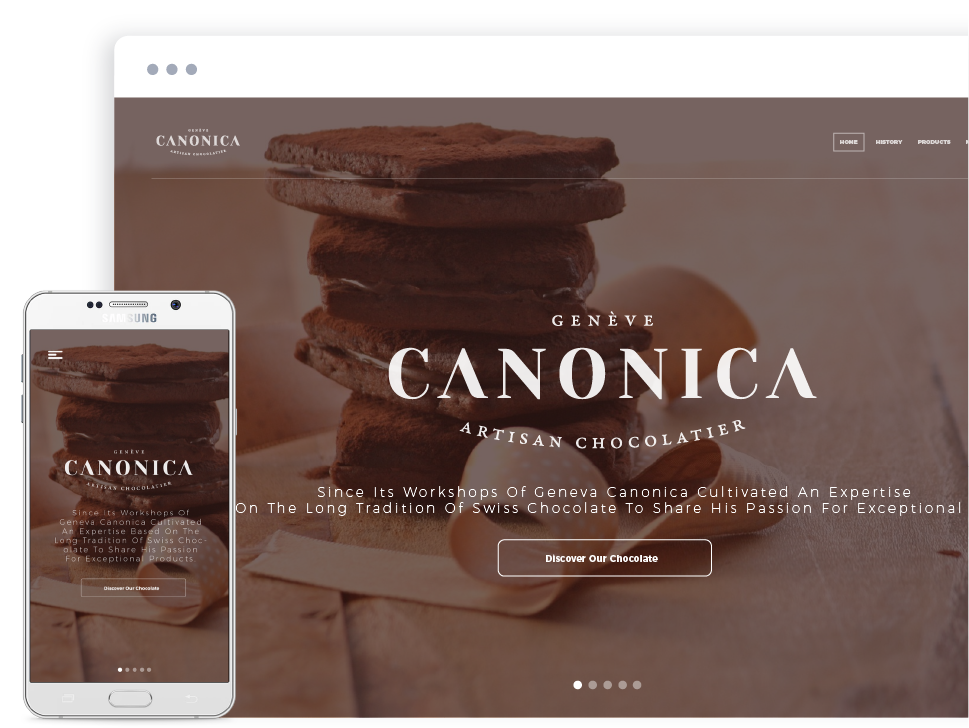 GENÈVE
CANONICA
ARTISAN CHOCOLATIER
HOME HISTORY PRODUCTS
GENÈVE
CANONICA
ARTISAN CHOCOLATIER
Since Its Workshops Of Geneva Canonica Cultivated An Expertise
On The Long Tradition Of Swiss Chocolate To Share His Passion For Exceptional
Discover Our Chocolate
SAMSUNG
GENÈVE
CANONICA
ARTISAN CHOCOLATIER
Since Its Workshops Of
Geneva Canonica Cultivated
An Expertise Based On The
Long Tradition Of Swiss Choc-
olate To Share His Passion
For Exceptional Products
Discover Our Chocolate